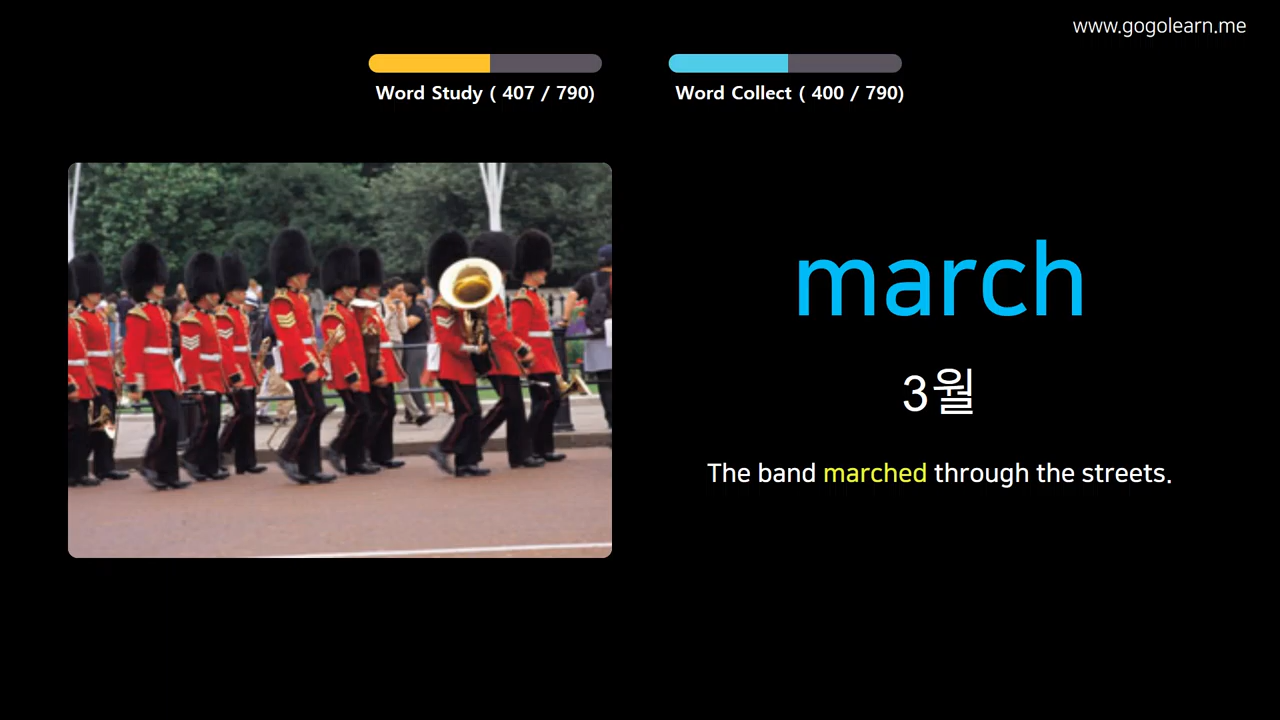 www.gogolearn.me
Word Study ( 407 / 790)
Word Collect ( 400 / 790)
march
3월
The band marched through the streets.